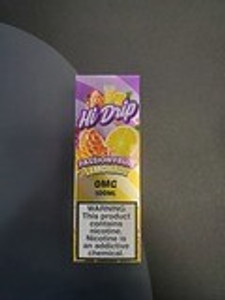 Hi Drip
PASSIONFRUIT
LEMONADE
0MG
100ML
WARNING:
This product
contains
nicotine.
Nicotine is
an addictive
chemical.